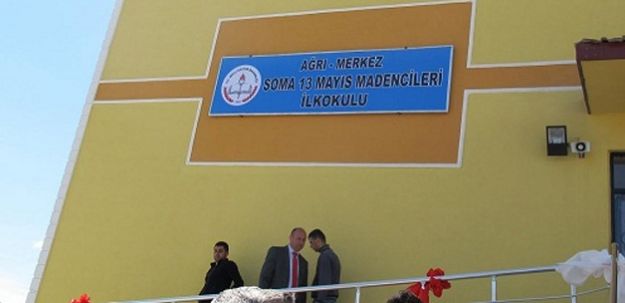 AĞRI - MERKEZ
SOMA 13 MAYIS MADENCİLERİ
İLKOKULU